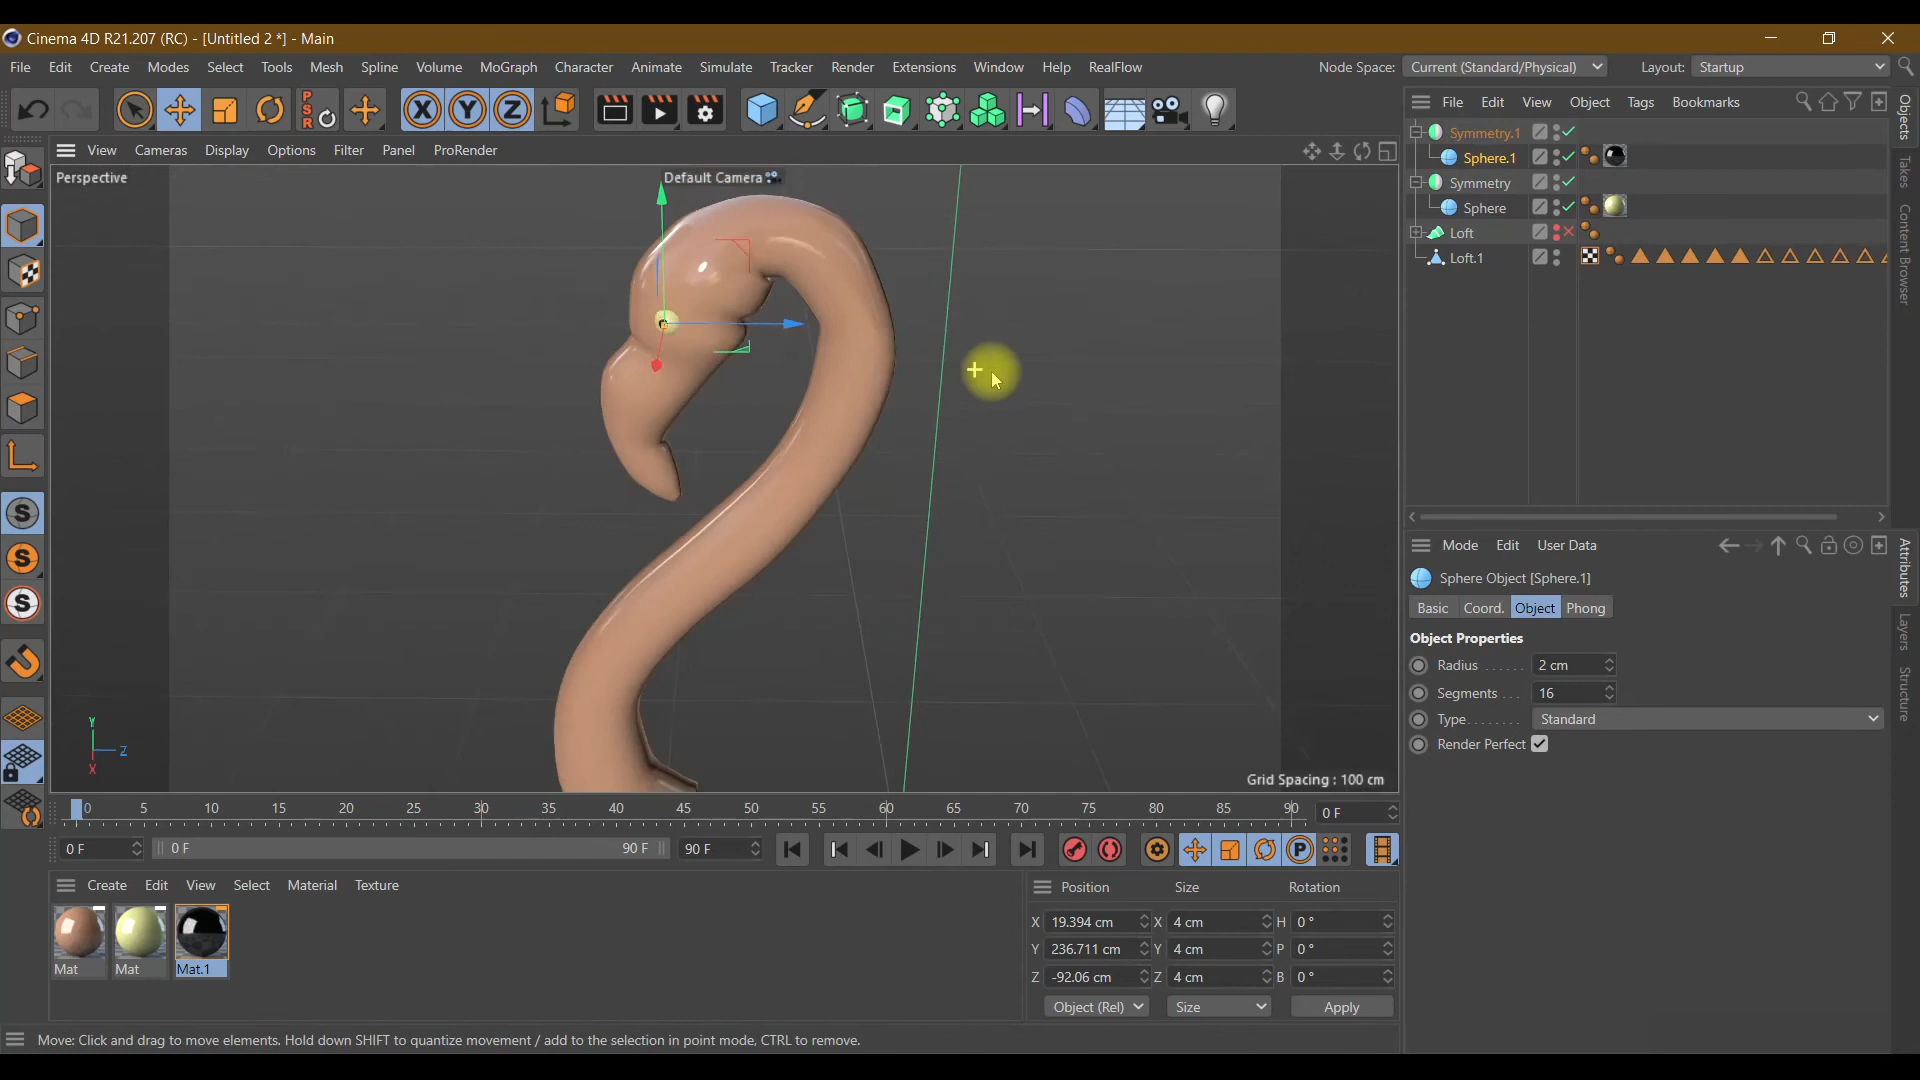 Cinema 4D R21.207 (RC) - [Untitled 2 *] - Main
File Edit Create Modes Select Tools Mesh Spline Volume MoGraph Character Animate Simulate Tracker Render Extensions Window Help RealFlow Node Space: Current (Standard/Physical) Layout: Startup
PSR X Y Z
File Edit View Object Tags Bookmarks
View Cameras Display Options Filter Panel ProRender
Perspective
Default Camera
Symmetry.1
Sphere.1
Symmetry
Sphere
Loft
Loft.1
Objects
Takes
Content Browser
S
S
S
Y
Z
X
Grid Spacing : 100 cm
Mode Edit User Data
Sphere Object [Sphere.1]
Basic Coord. Object Phong
Object Properties
Radius ...... 2 cm
Segments ... 16
Type........ Standard
Render Perfect
Attributes
Layers
Structure
0 5 10 15 20 25 30 35 40 45 50 55 60 65 70 75 80 85 90 0 F
0 F 0 F 90 F 90 F
P
Create Edit View Select Material Texture
Mat Mat Mat.1
Position Size Rotation
X 19.394 cm X 4 cm H 0 °
Y 236.711 cm Y 4 cm P 0 °
Z -92.06 cm Z 4 cm B 0 °
Object (Rel) Size Apply
Move: Click and drag to move elements. Hold down SHIFT to quantize movement / add to the selection in point mode, CTRL to remove.